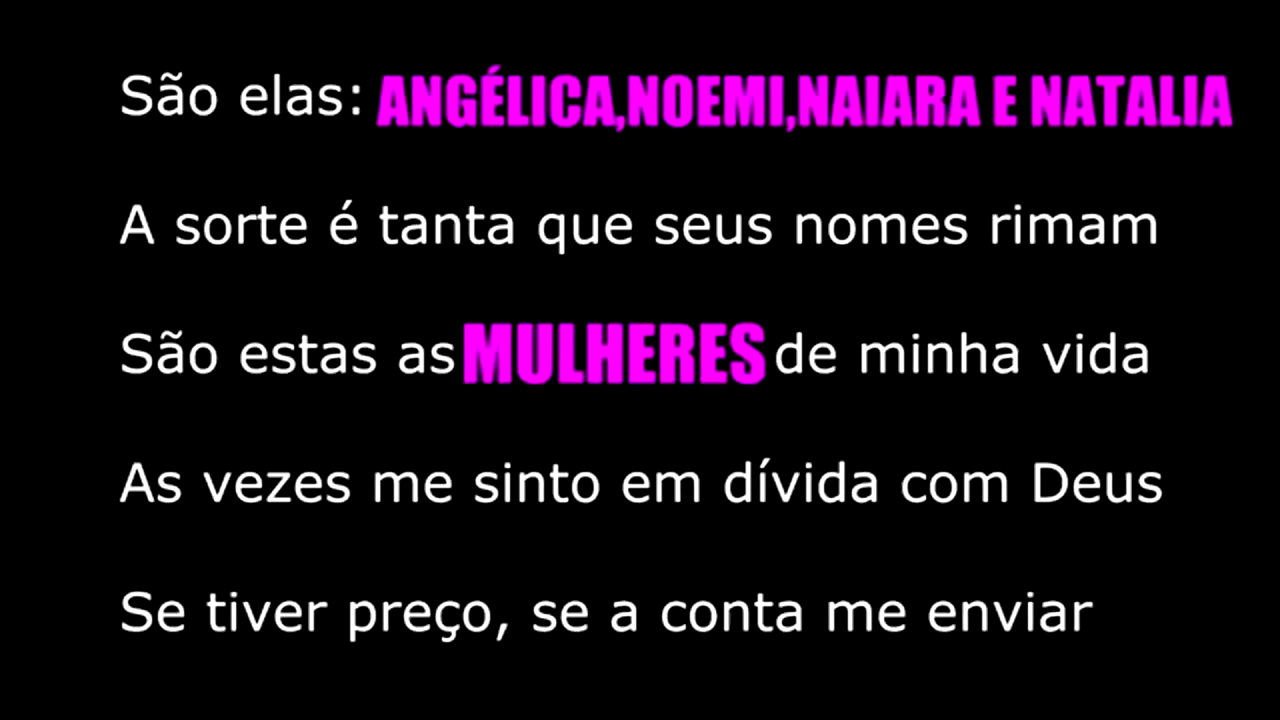 São elas: ANGÉLICA,NOEMI,NAIARA E NATALIA
A sorte é tanta que seus nomes rimam
São estas as MULHERES de minha vida
As vezes me sinto em dívida com Deus
Se tiver preço, se a conta me enviar